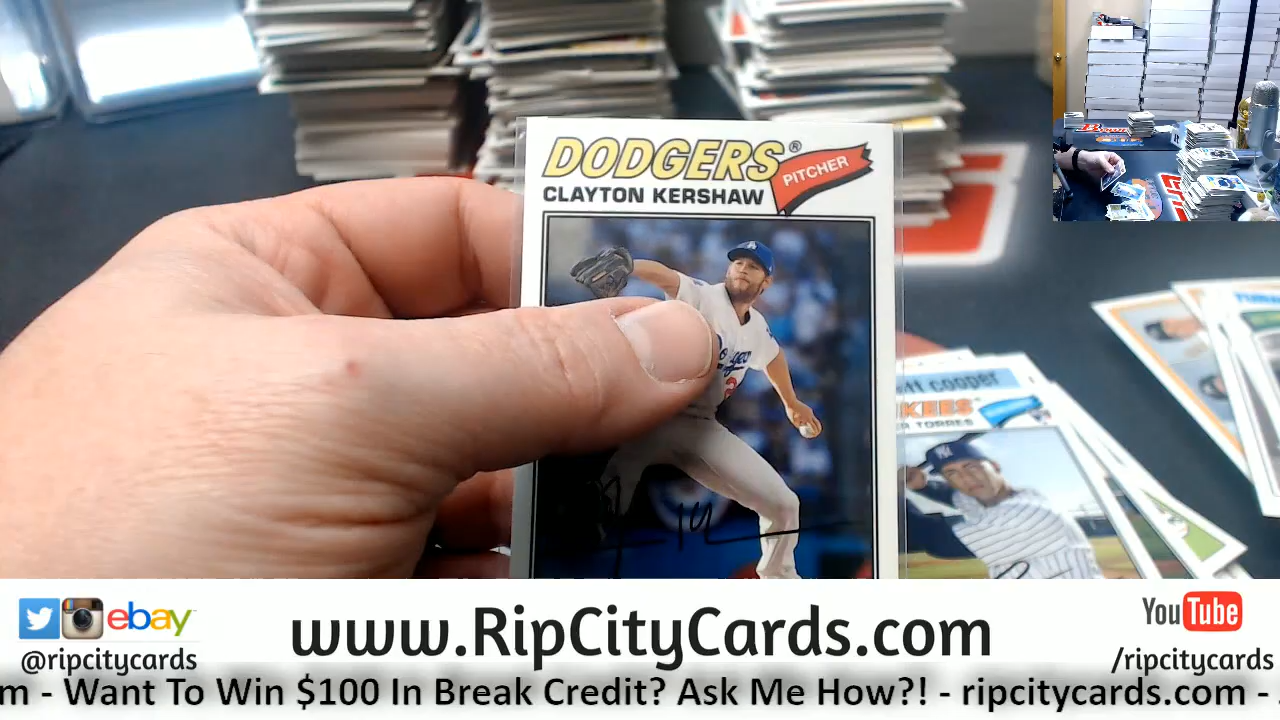 DODGERS®
PITCHER
CLAYTON KERSHAW
ebay
@ripcitycards
www.RipCityCards.com
YouTube
/ripcitycards
m - Want To Win $100 In Break Credit? Ask Me How?! - ripcitycards.com -